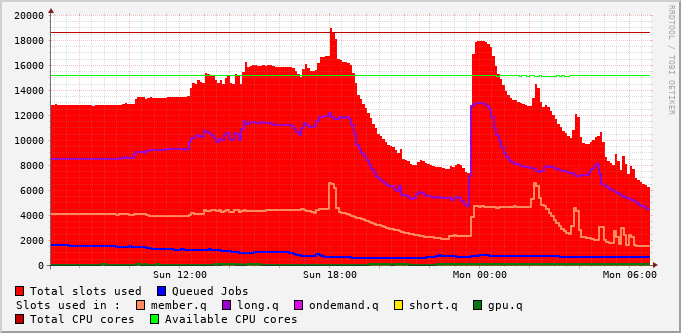 20000
18000
16000
14000
12000
10000
8000
6000
4000
2000
0
Sun 12:00 Sun 18:00 Mon 00:00 Mon 06:00
RRDTOOL / TOBI OETIKER
Total slots used Queued Jobs
Slots used in : member.q long.q ondemand.q short.q gpu.q
Total CPU cores Available CPU cores